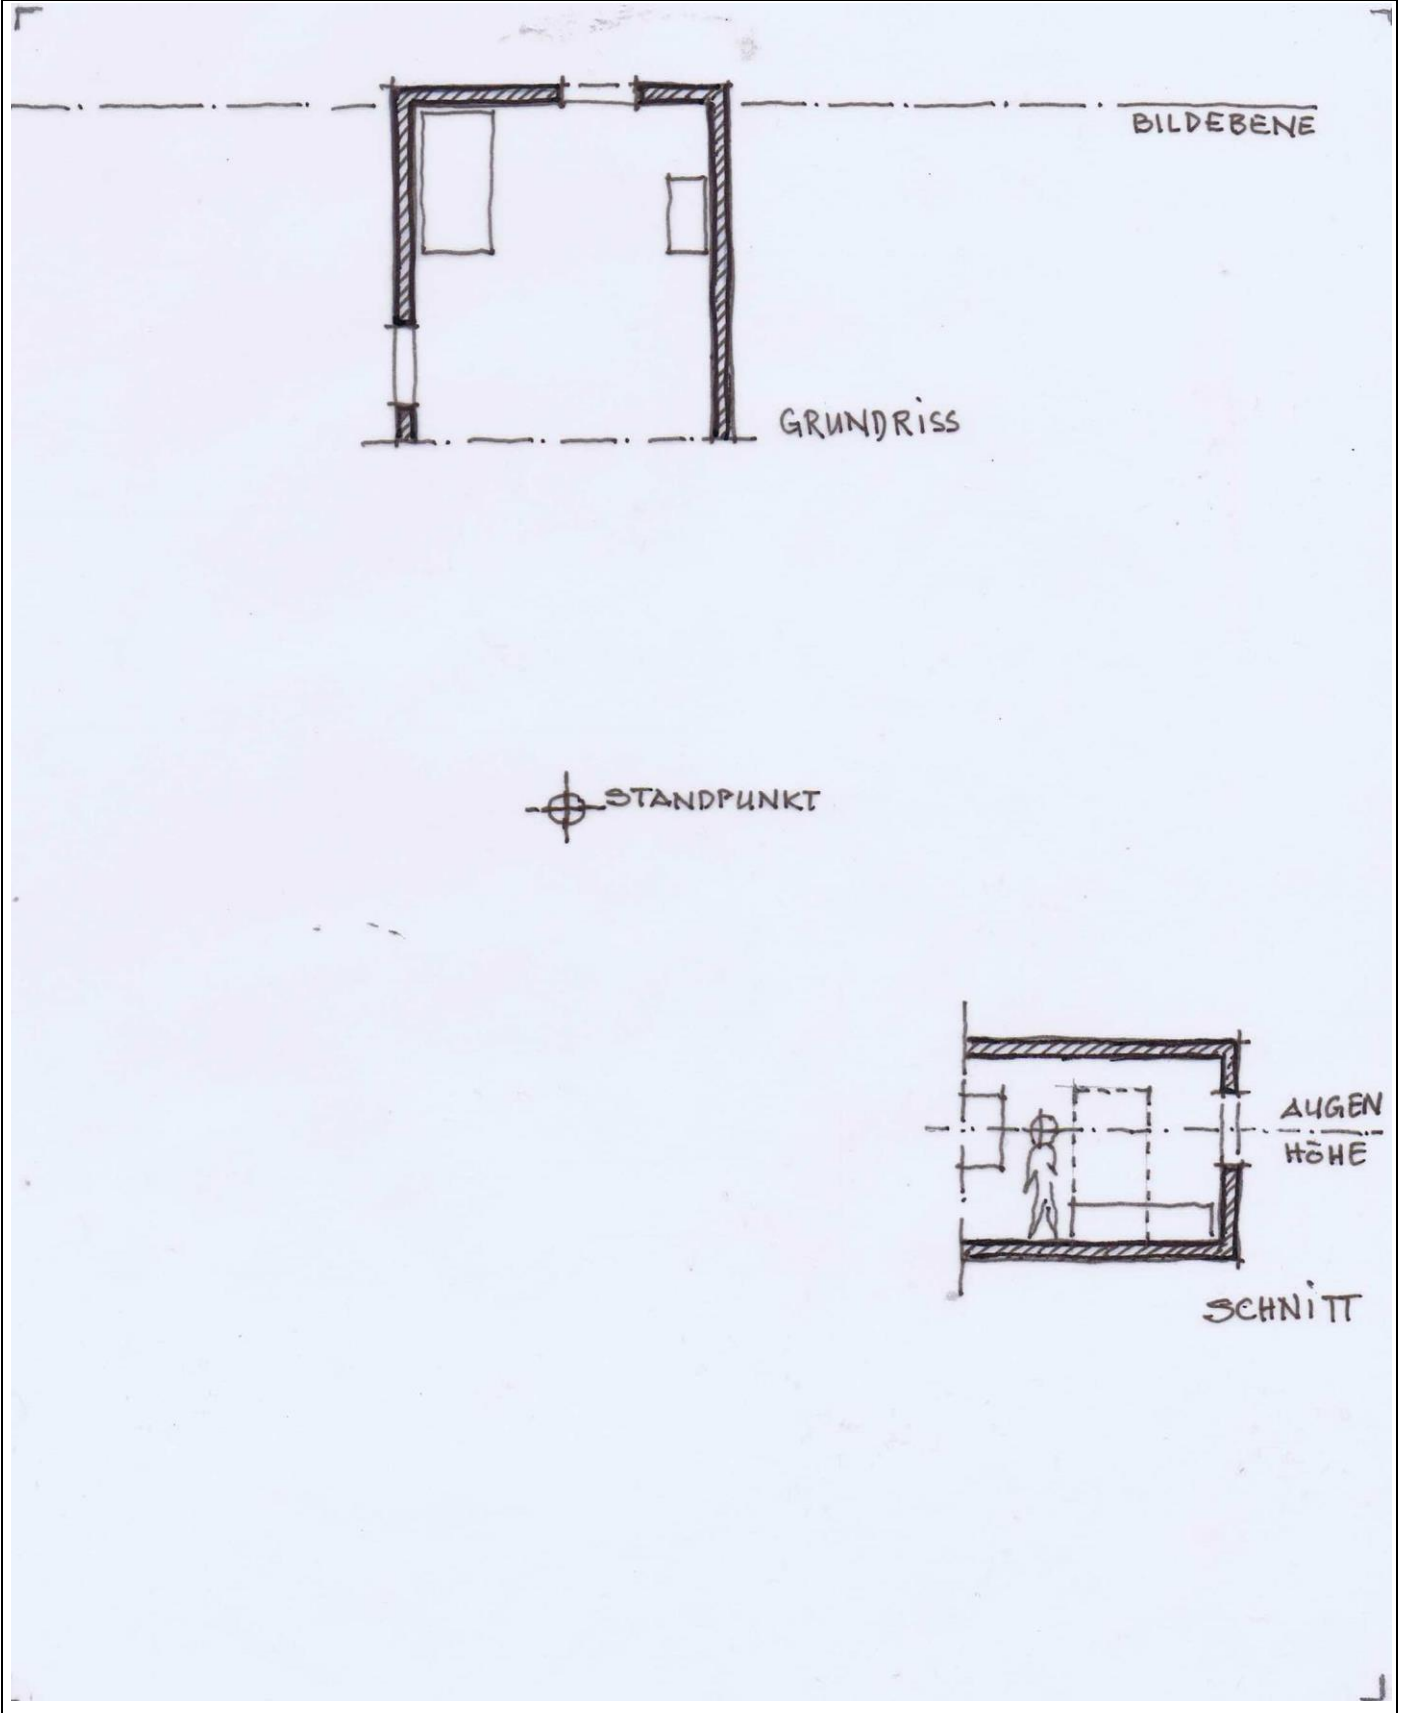 BILDEBENE
GRUNDRiSS
STANDPUNKT
AUGEN
HÖHE
SCHNiTT